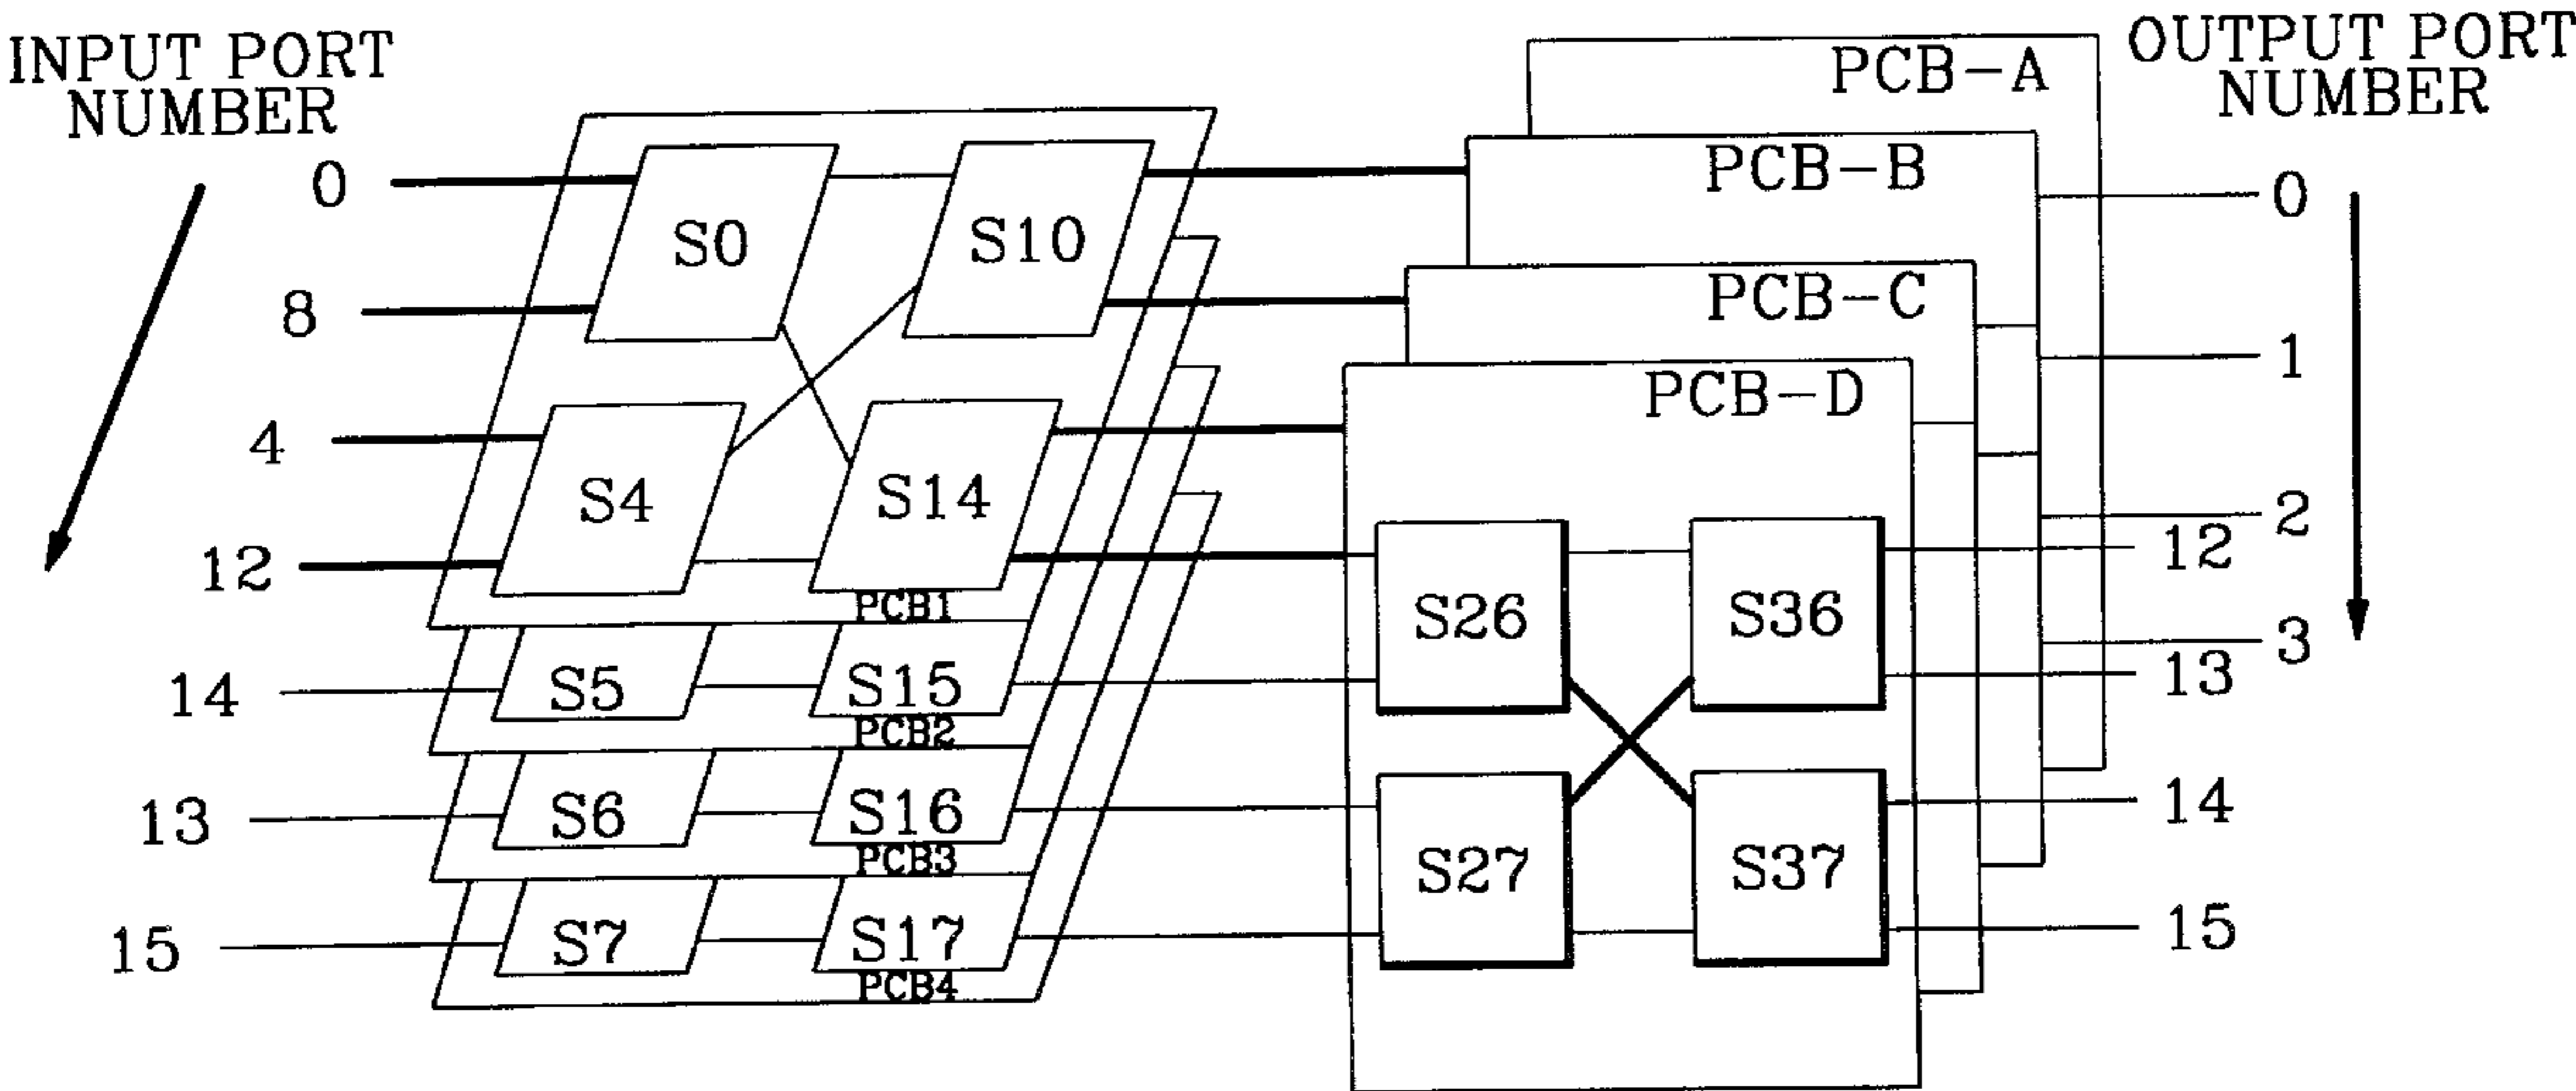 INPUT PORT
NUMBER
OUTPUT PORT
NUMBER
PCB-A
PCB-B
PCB-C
PCB-D
0
8
4
12
14
13
15
S0
S10
S4
S14
PCB1
S5
S15
PCB2
S6
S16
PCB3
S7
S17
PCB4
S26
S36
S27
S37
0
1
2
12
3
13
14
15